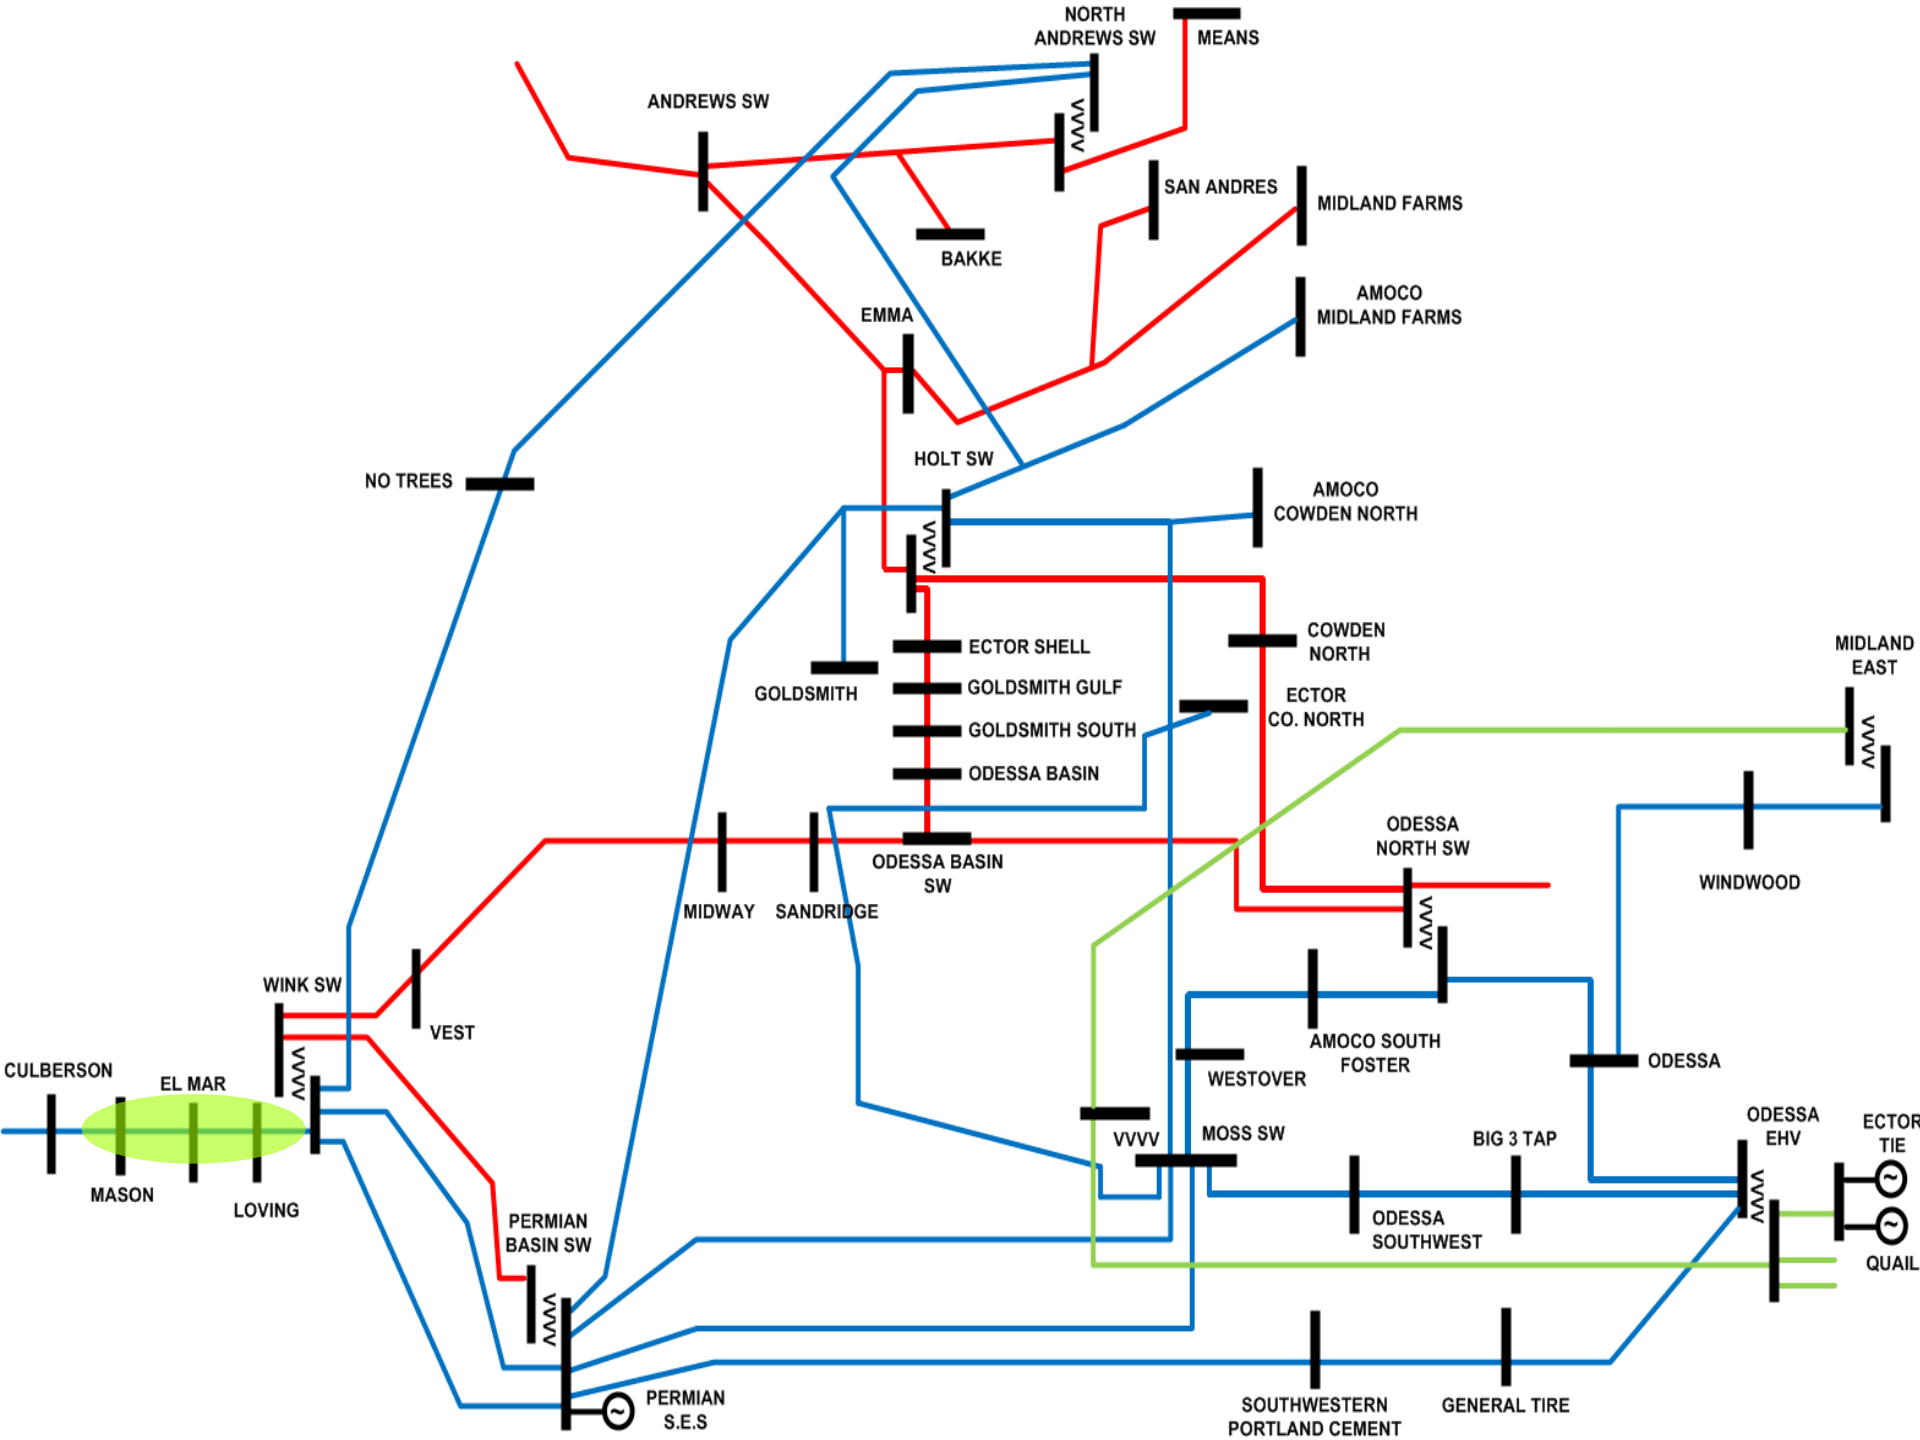 NORTH
ANDREWS SW
MEANS
ANDREWS SW
SAN ANDRES
MIDLAND FARMS
BAKKE
AMOCO
MIDLAND FARMS
EMMA
HOLT SW
NO TREES
AMOCO
COWDEN NORTH
COWDEN
NORTH
ECTOR SHELL
MIDLAND
EAST
GOLDSMITH
GOLDSMITH GULF
ECTOR
CO. NORTH
GOLDSMITH SOUTH
ODESSA BASIN
ODESSA
NORTH SW
ODESSA BASIN
SW
WINDWOOD
MIDWAY
SANDRIDGE
WINK SW
VEST
AMOCO SOUTH
FOSTER
CULBERSON
EL MAR
WESTOVER
ODESSA
ODESSA
EHV
ECTOR
TIE
VVVV
MOSS SW
BIG 3 TAP
MASON
LOVING
PERMIAN
BASIN SW
ODESSA
SOUTHWEST
QUAIL
PERMIAN
S.E.S
SOUTHWESTERN
PORTLAND CEMENT
GENERAL TIRE